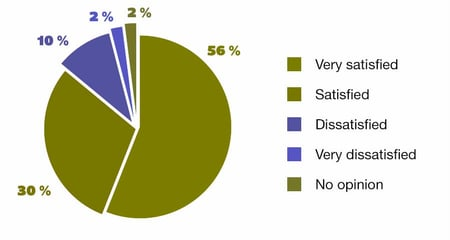 2 %
2 %
10 %
56 %
30 %
Very satisfied
Satisfied
Dissatisfied
Very dissatisfied
No opinion